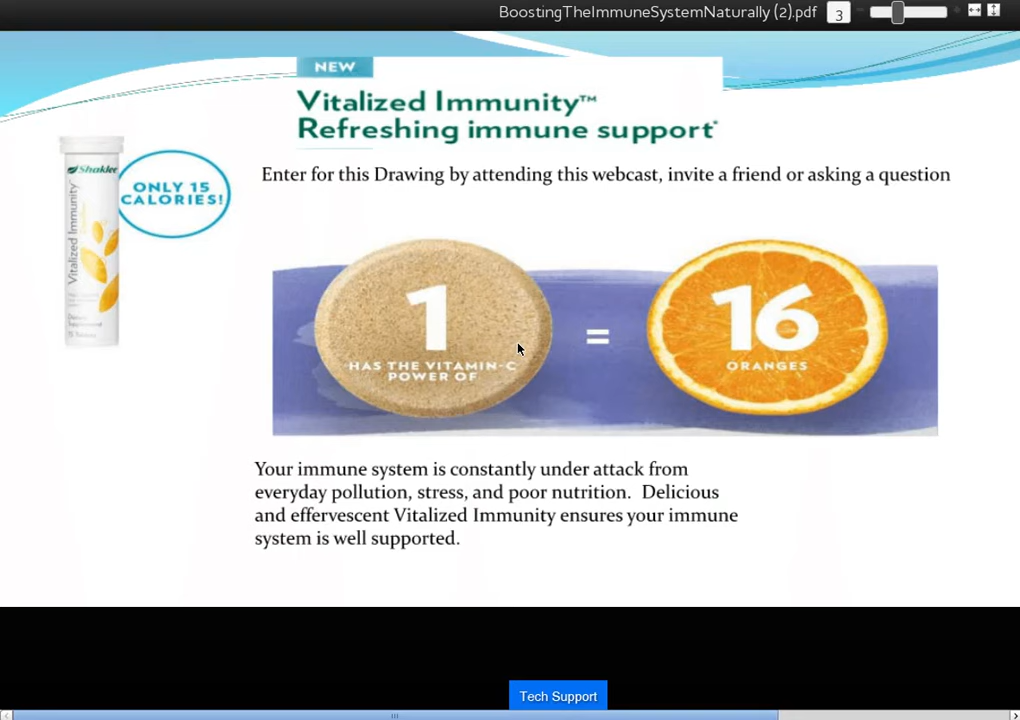 BoostingTheImmuneSystemNaturally (2).pdf 3
NEW
Vitalized Immunity™
Refreshing immune support*
Enter for this Drawing by attending this webcast, invite a friend or asking a question
Shaklee
Vitalized Immunity
ONLY 15
CALORIES!
1
HAS THE VITAMIN-C
POWER OF
=
16
ORANGES
Your immune system is constantly under attack from
everyday pollution, stress, and poor nutrition. Delicious
and effervescent Vitalized Immunity ensures your immune
system is well supported.
Tech Support